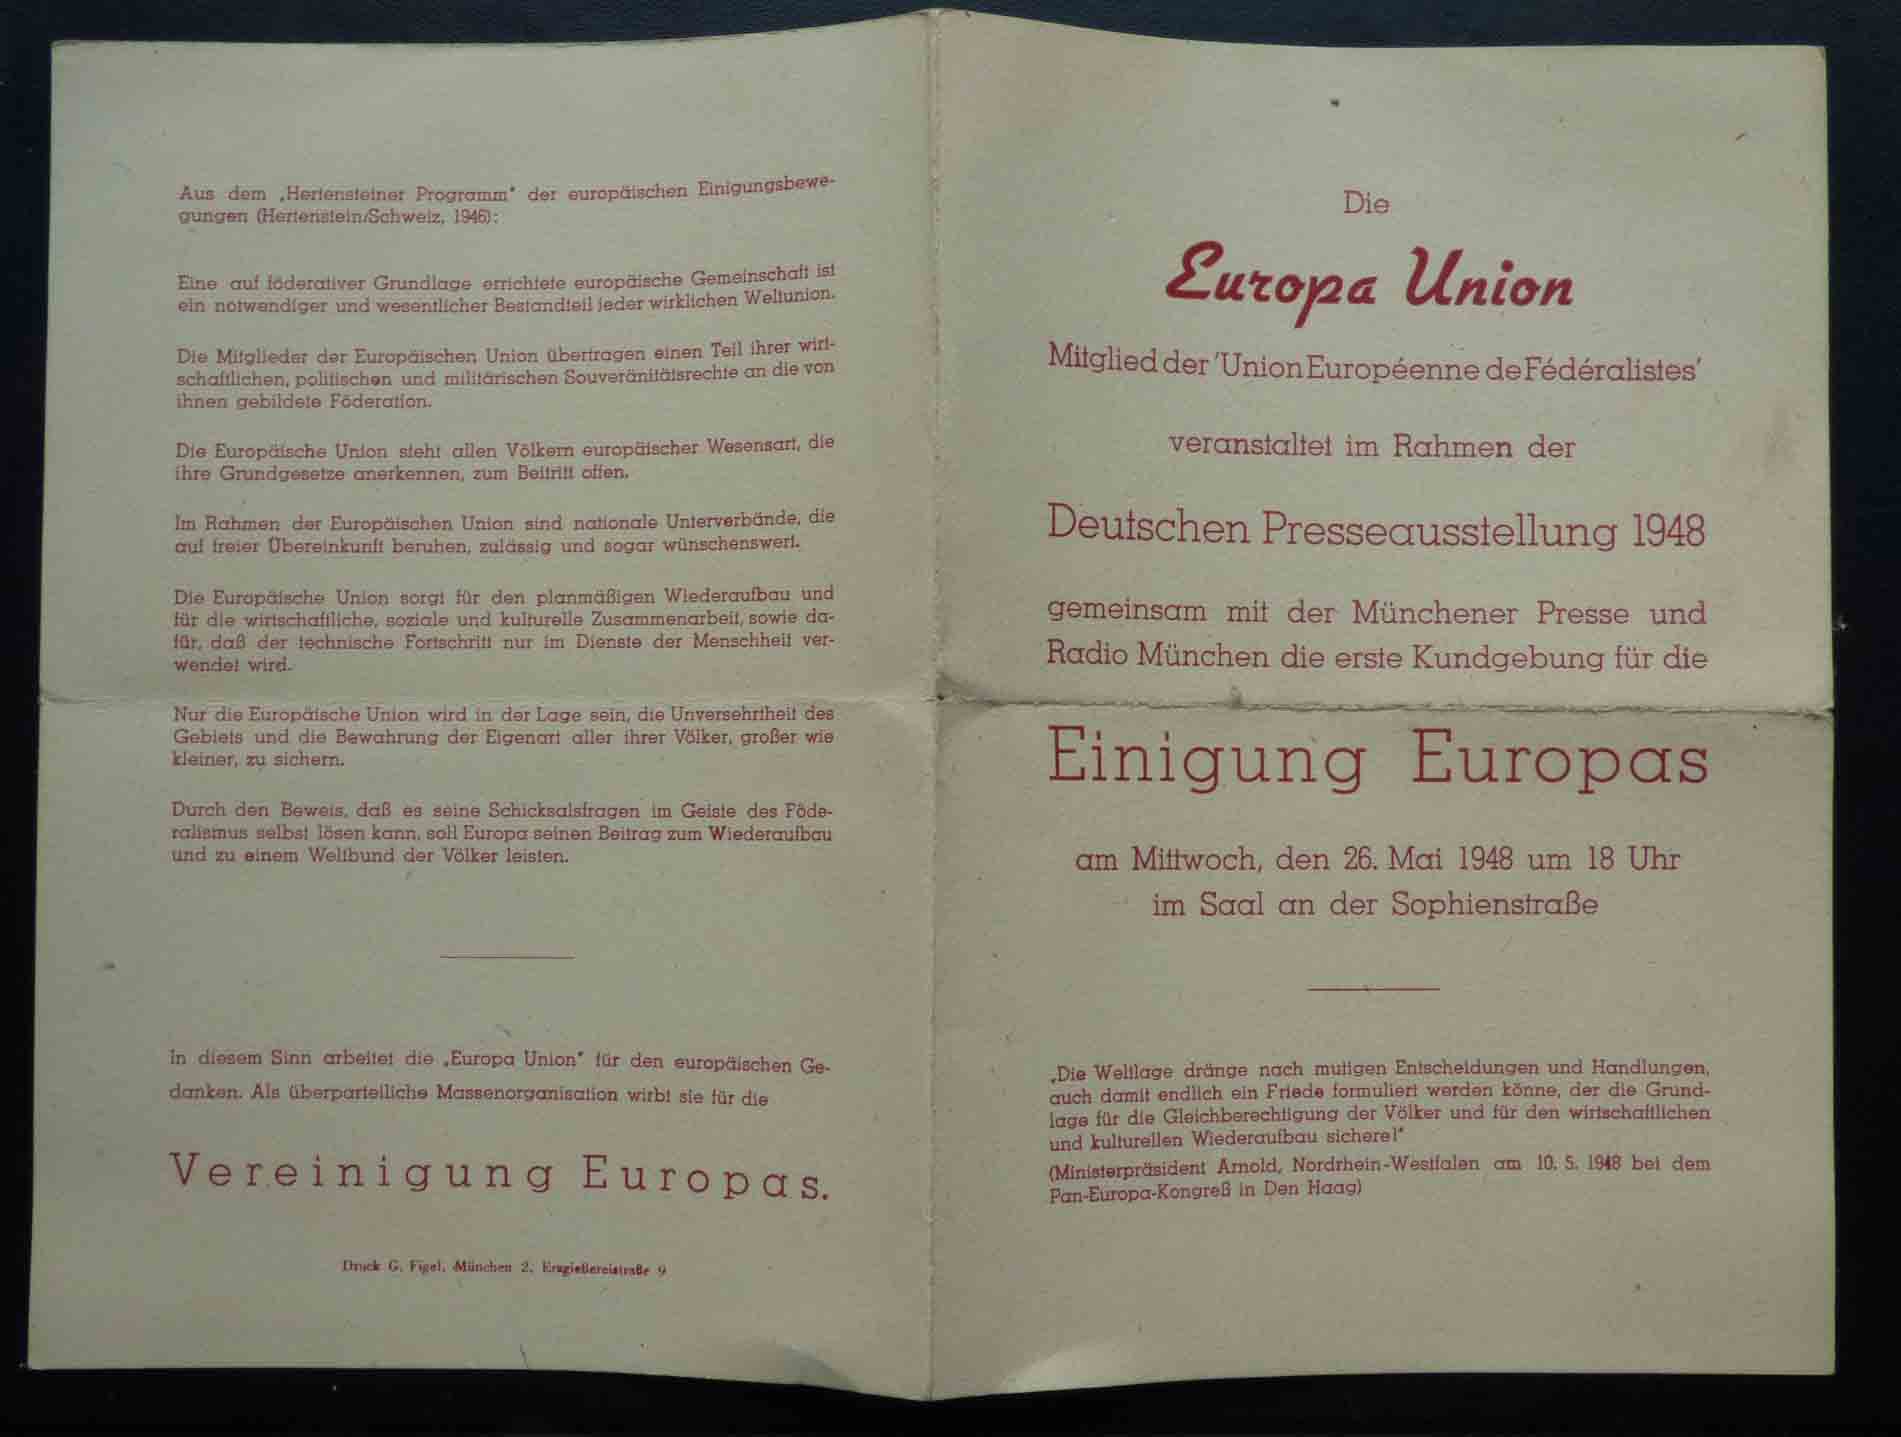 Aus dem „Hertensteiner Programm" der europäischen Einigungsbewe-
gungen (Hertenstein/Schweiz, 1946):
Eine auf föderativer Grundlage errichtete europäische Gemeinschaft ist
ein notwendiger und wesentlicher Bestandteil jeder wirklichen Weltunion.
Die Mitglieder der Europäischen Union übertragen einen Teil ihrer wirt-
schaftlichen, politischen und militärischen Souveränitätsrechte an die von
ihnen gebildete Föderation.
Die Europäische Union steht allen Völkern europäischer Wesensart, die
ihre Grundgesetze anerkennen, zum Beitritt offen.
Im Rahmen der Europäischen Union sind nationale Unterverbände, die
auf freier Übereinkunft beruhen, zulässig und sogar wünschenswert.
Die Europäische Union sorgt für den planmäßigen Wiederaufbau und
für die wirtschaftliche, soziale und kulturelle Zusammenarbeit, sowie da-
für, daß der technische Fortschritt nur im Dienste der Menschheit ver-
wendet wird.
Nur die Europäische Union wird in der Lage sein, die Unversehrtheit des
Gebiets und die Bewahrung der Eigenart aller ihrer Völker, großer wie
kleiner, zu sichern.
Durch den Beweis, daß es seine Schicksalsfragen im Geiste des Föde-
ralismus selbst lösen kann, soll Europa seinen Beitrag zum Wiederaufbau
und zu einem Weltbund der Völker leisten.
In diesem Sinn arbeitet die „Europa Union" für den europäischen Ge-
danken. Als überparteiliche Massenorganisation wirbt sie für die
Vereinigung Europas.
Druck G. Figel, München 2, Erzgießereistraße 9
Die
Europa Union
Mitglied der 'Union Européenne de Fédéralistes'
veranstaltet im Rahmen der
Deutschen Presseausstellung 1948
gemeinsam mit der Münchener Presse und
Radio München die erste Kundgebung für die
Einigung Europas
am Mittwoch, den 26. Mai 1948 um 18 Uhr
im Saal an der Sophienstraße
„Die Weltlage dränge nach mutigen Entscheidungen und Handlungen,
auch damit endlich ein Friede formuliert werden könne, der die Grund-
lage für die Gleichberechtigung der Völker und für den wirtschaftlichen
und kulturellen Wiederaufbau sichere!"
(Ministerpräsident Arnold, Nordrhein-Westfalen am 10. 5. 1948 bei dem
Pan-Europa-Kongreß in Den Haag)